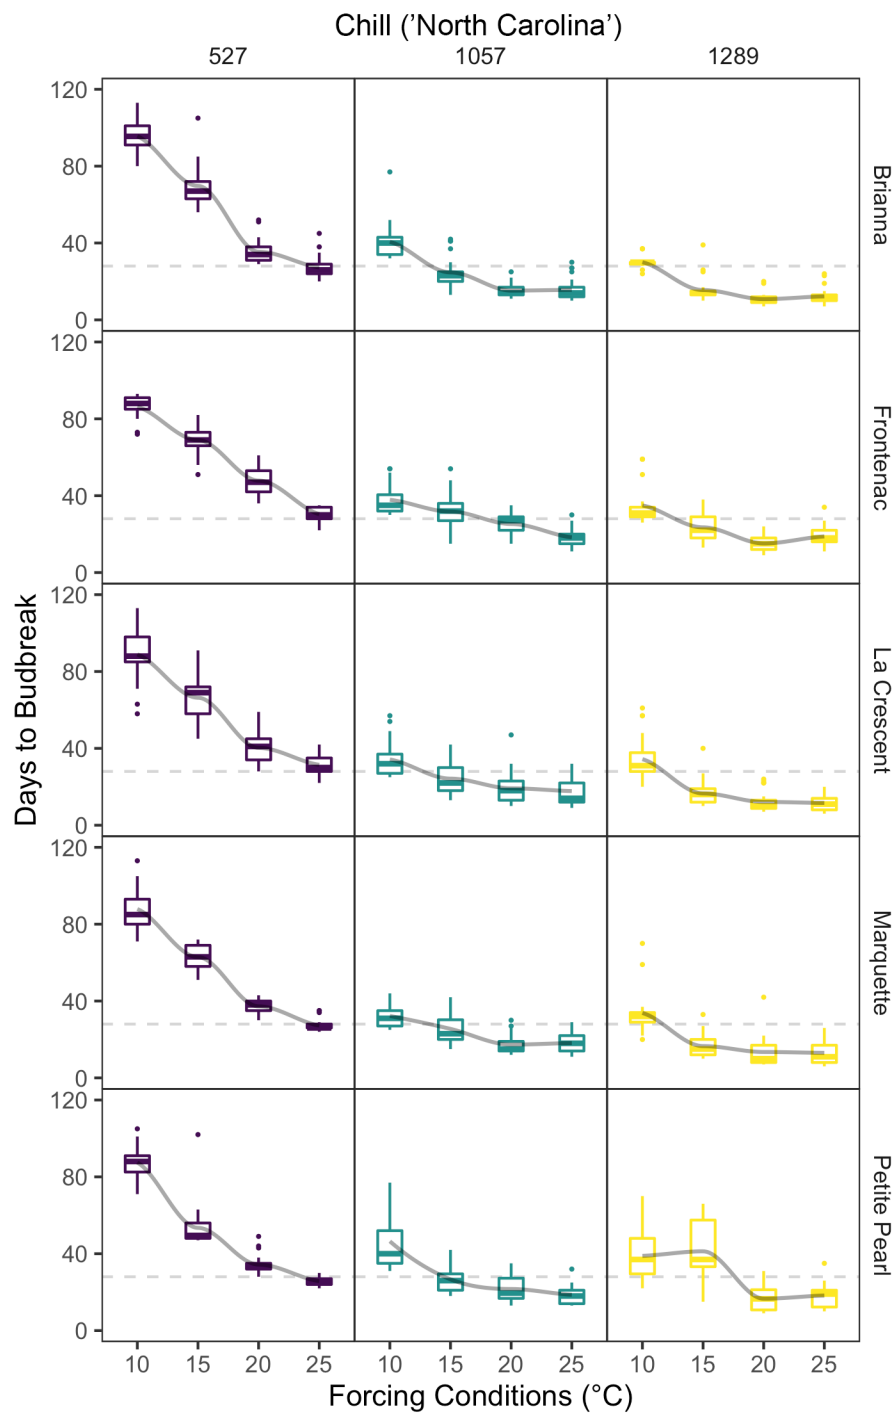 Chill (’North Carolina’)
527 1057 1289
120
80
40
0
Brianna
120
80
40
0
Frontenac
120
80
40
0
La Crescent
120
80
40
0
Marquette
120
80
40
0
Petite Pearl
Days to Budbreak
10 15 20 25 10 15 20 25 10 15 20 25
Forcing Conditions (°C)